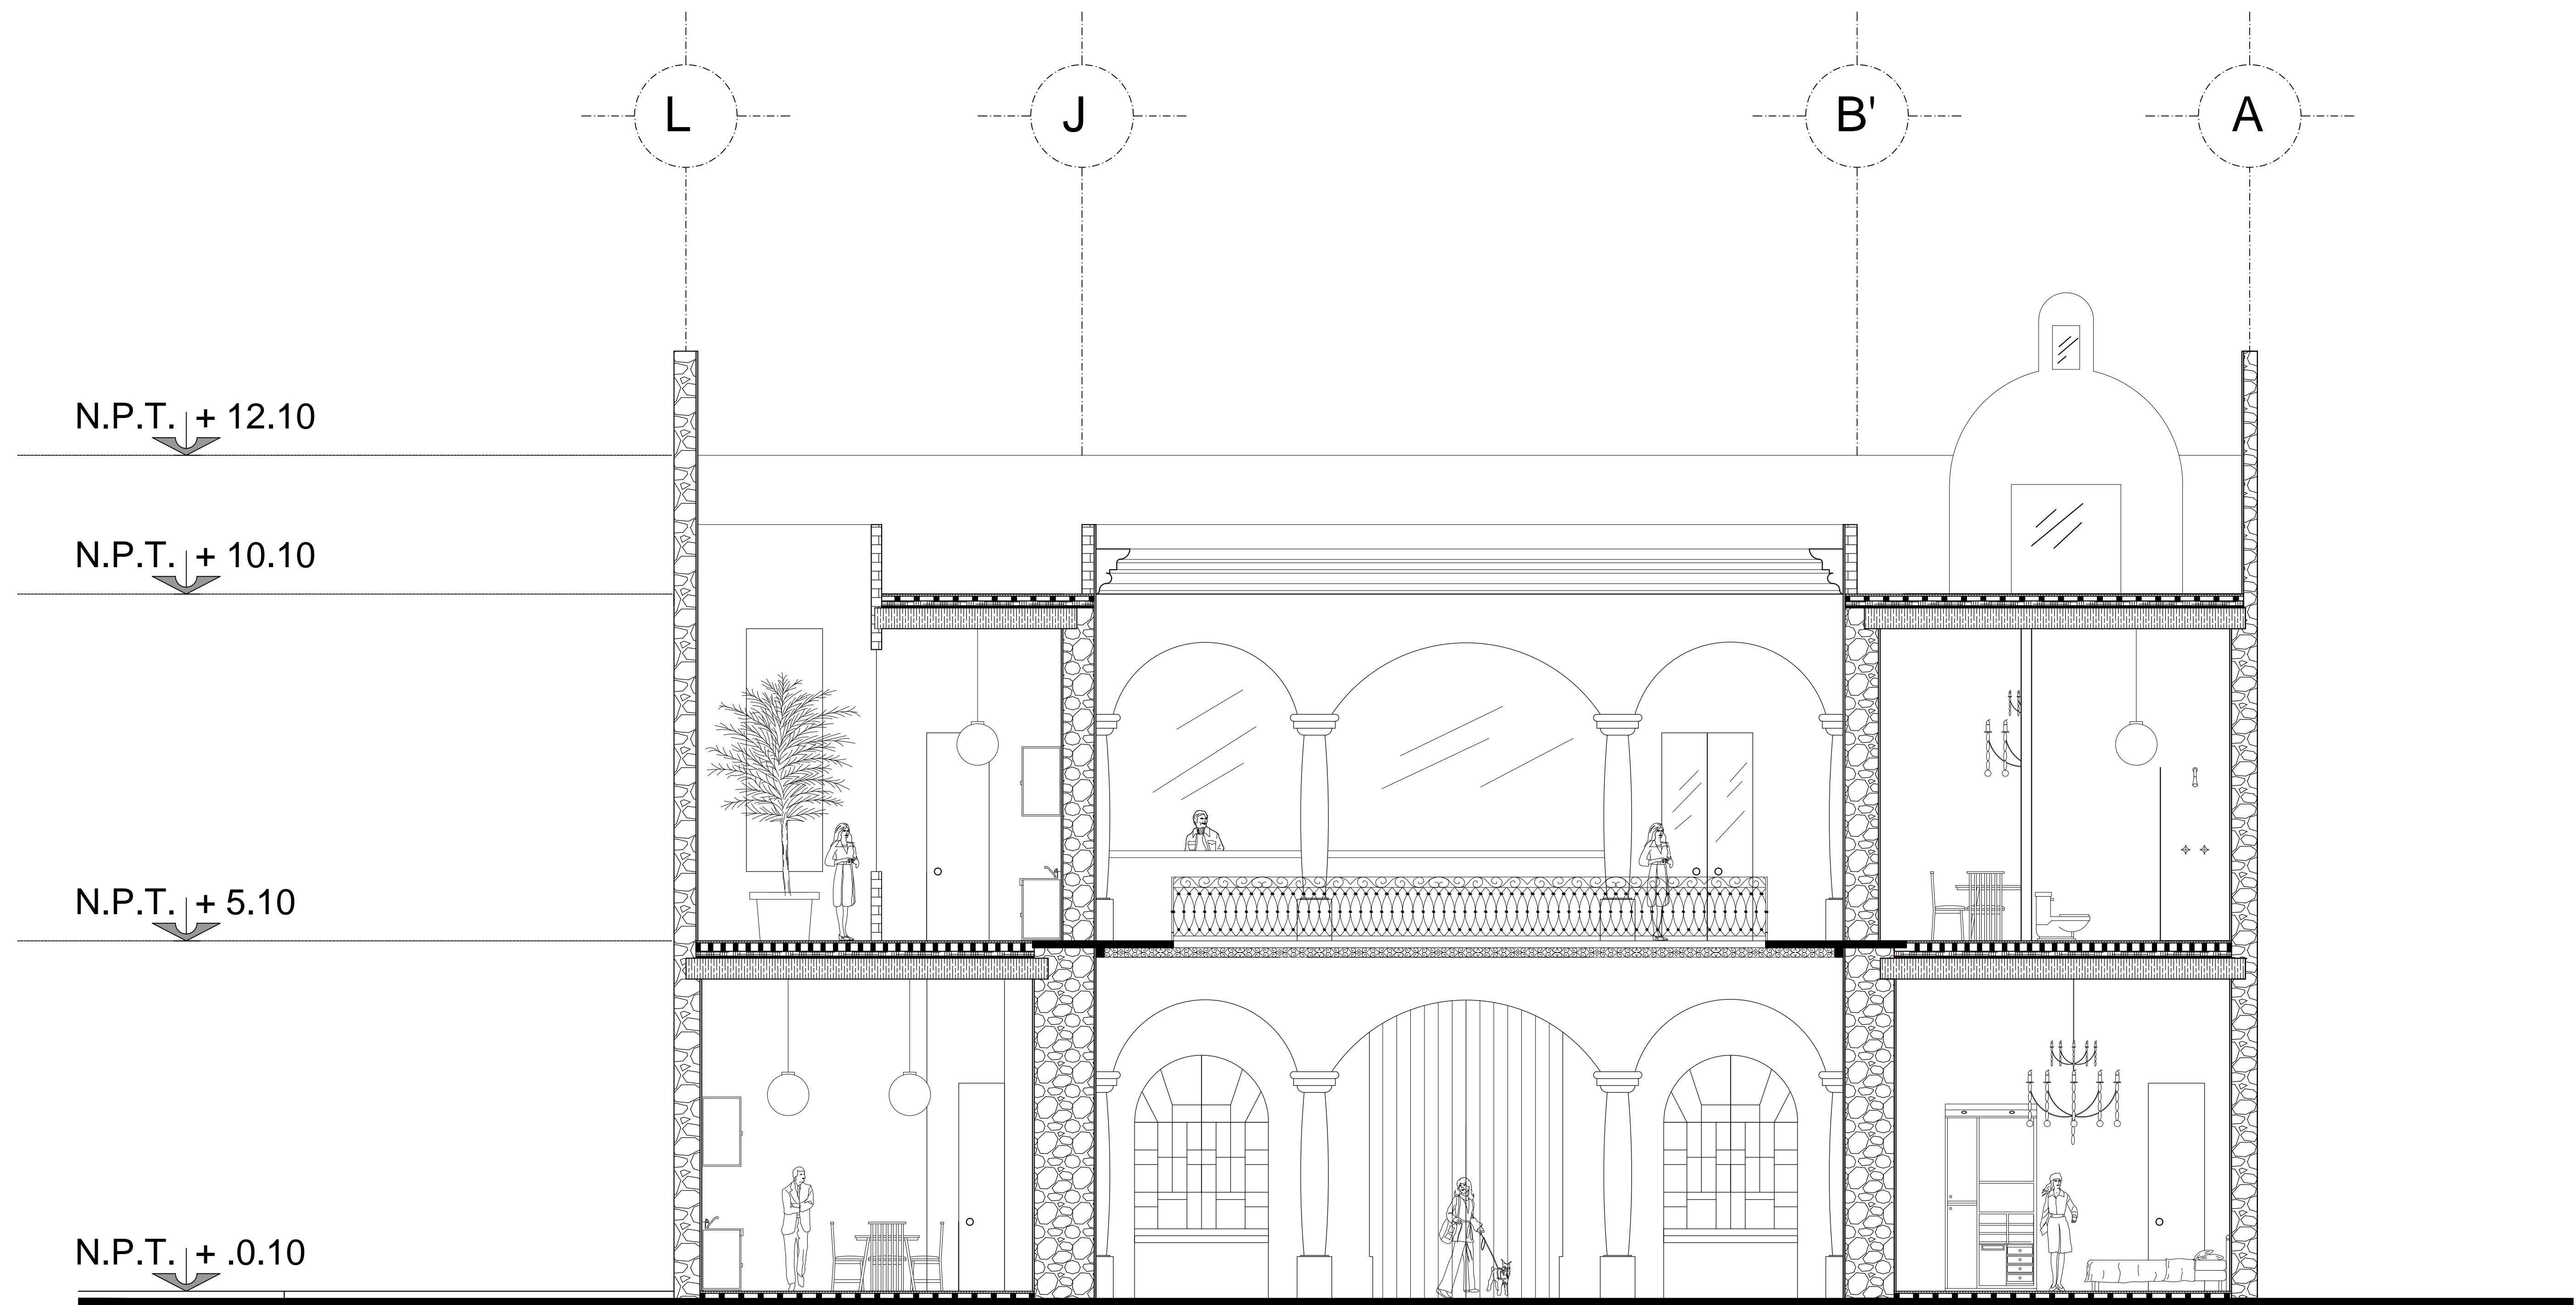 L
J
B'
A
N.P.T. + 12.10
N.P.T. + 10.10
N.P.T. + 5.10
N.P.T. + .0.10